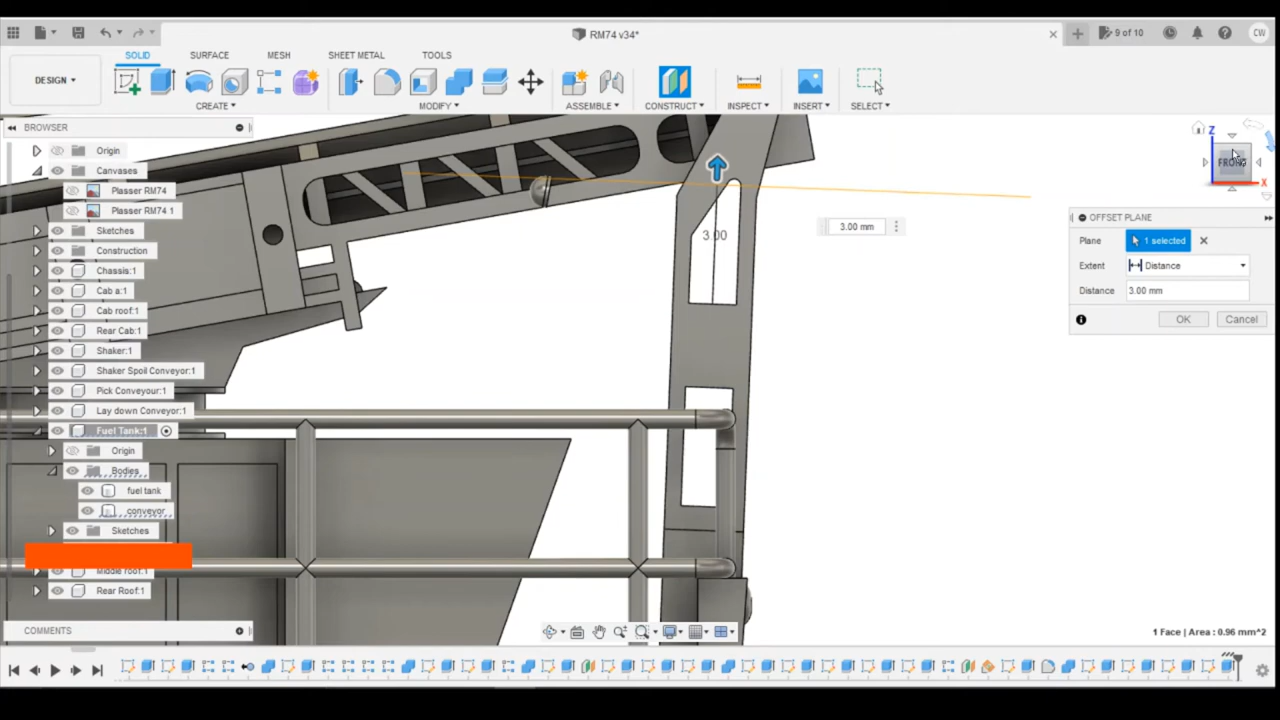 RM74 v34*
9 of 10
CW
DESIGN
SOLID
SURFACE
MESH
SHEET METAL
TOOLS
CREATE
MODIFY
ASSEMBLE
CONSTRUCT
INSPECT
INSERT
SELECT
BROWSER
Origin
Canvases
Plasser RM74
Plasser RM74.1
Sketches
Construction
Chassis:1
Cab a:1
Cab roof:1
Rear Cab:1
Shaker:1
Shaker Spoil Conveyor:1
Pick Conveyour:1
Lay down Conveyor:1
Fuel Tank:1
Origin
Bodies
fuel tank
conveyor
Sketches
Middle roof:1
Rear Roof:1
COMMENTS
3.00
3.00 mm
Z
FRONT
X
OFFSET PLANE
Plane
1 selected
Extent
Distance
Distance
3.00 mm
OK
Cancel
1 Face | Area : 0.96 mm^2